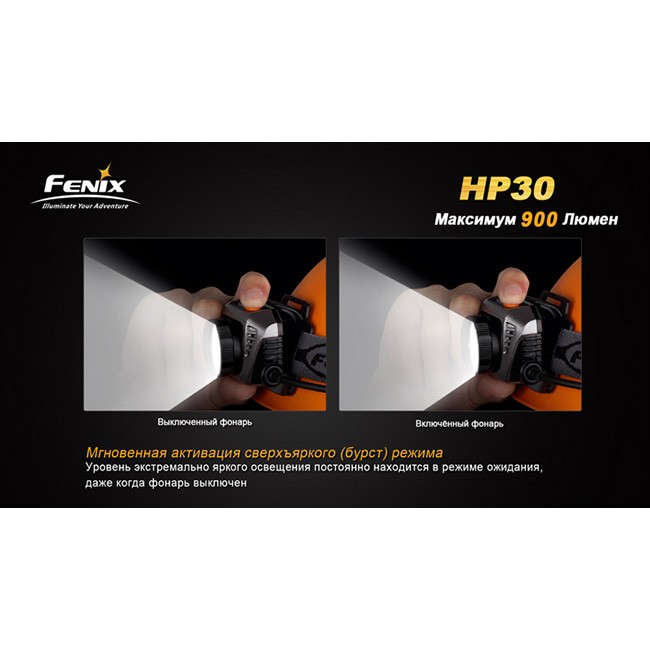 FENIX
Illuminate Your Adventure
HP30
Максимум 900 Люмен
Выключенный фонарь
Включённый фонарь
Мгновенная активация сверхъяркого (бурст) режима
Уровень экстремально яркого освещения постоянно находится в режиме ожидания,
даже когда фонарь выключен